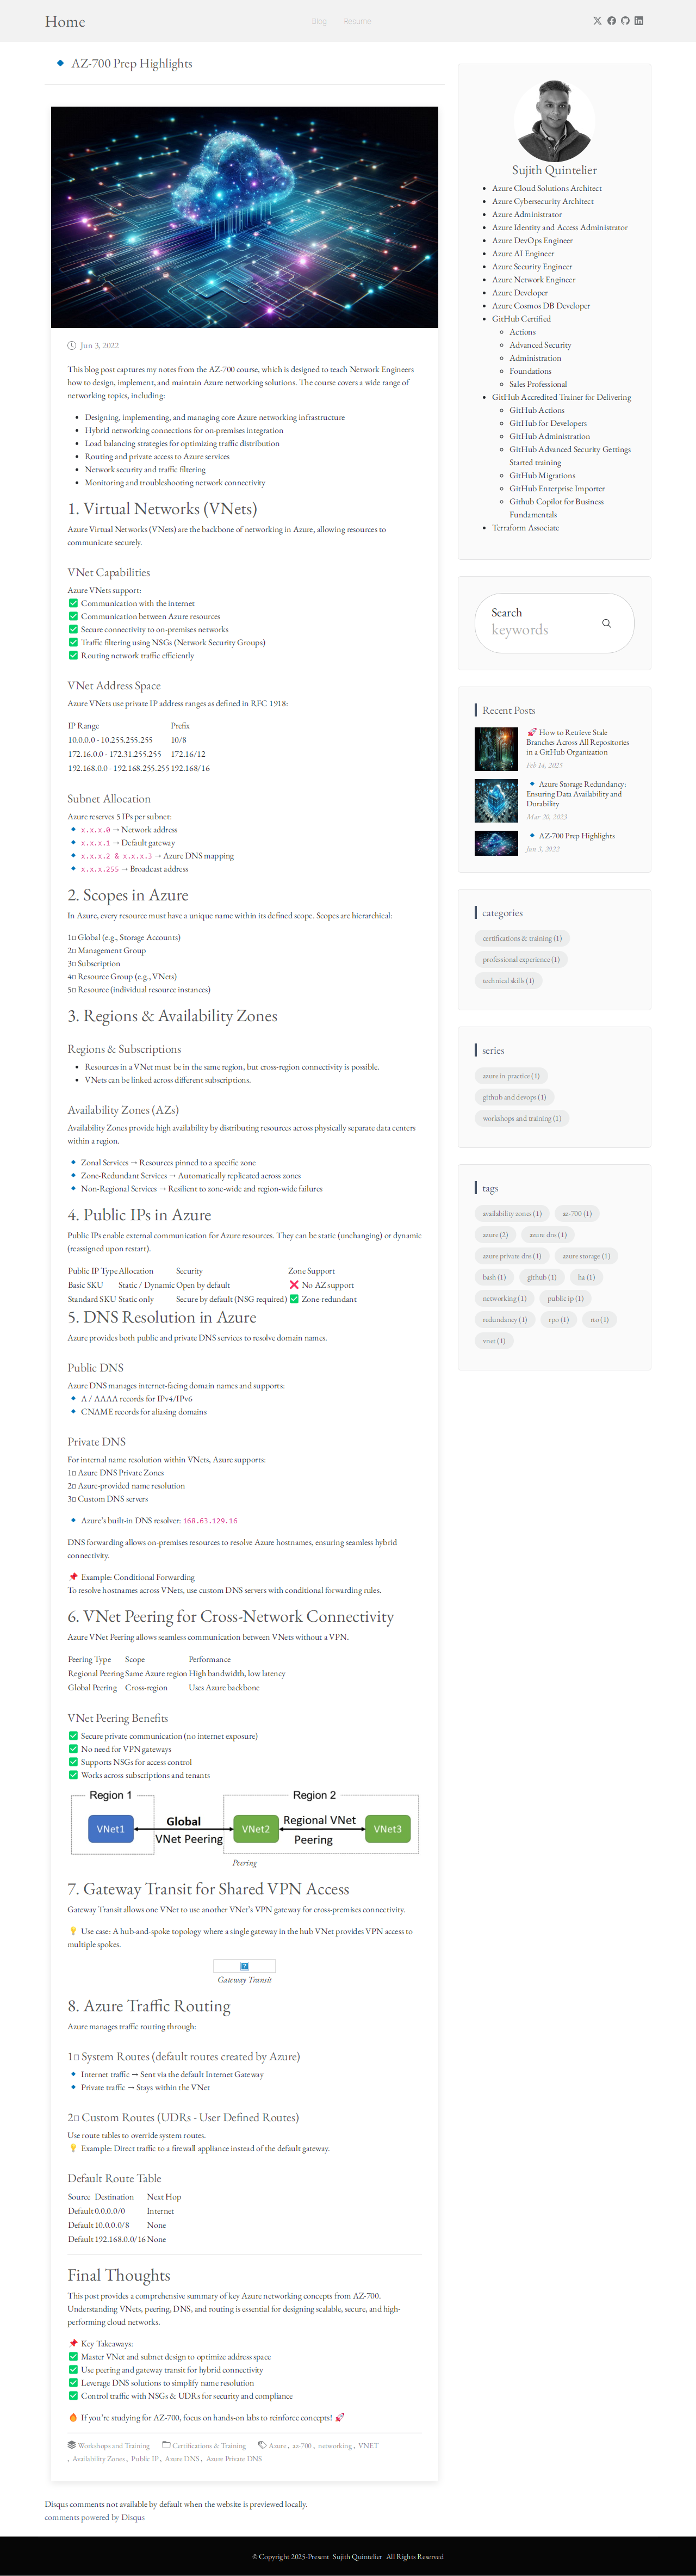 Home
Blog
Resume
🔹 AZ-700 Prep Highlights
Jun 3, 2022
This blog post captures my notes from the AZ-700 course, which is designed to teach Network Engineers
how to design, implement, and maintain Azure networking solutions. The course covers a wide range of
networking topics, including:
Designing, implementing, and managing core Azure networking infrastructure
Hybrid networking connections for on-premises integration
Load balancing strategies for optimizing traffic distribution
Routing and private access to Azure services
Network security and traffic filtering
Monitoring and troubleshooting network connectivity
1. Virtual Networks (VNets)
Azure Virtual Networks (VNets) are the backbone of networking in Azure, allowing resources to
communicate securely.
VNet Capabilities
Azure VNets support:
✅ Communication with the internet
✅ Communication between Azure resources
✅ Secure connectivity to on-premises networks
✅ Traffic filtering using NSGs (Network Security Groups)
✅ Routing network traffic efficiently
VNet Address Space
Azure VNets use private IP address ranges as defined in RFC 1918:
IP Range Prefix
10.0.0.0 - 10.255.255.255 10/8
172.16.0.0 - 172.31.255.255 172.16/12
192.168.0.0 - 192.168.255.255 192.168/16
Subnet Allocation
Azure reserves 5 IPs per subnet:
🔹 x.x.x.0 → Network address
🔹 x.x.x.1 → Default gateway
🔹 x.x.x.2 & x.x.x.3 → Azure DNS mapping
🔹 x.x.x.255 → Broadcast address
2. Scopes in Azure
In Azure, every resource must have a unique name within its defined scope. Scopes are hierarchical:
1 Global (e.g., Storage Accounts)
2 Management Group
3 Subscription
4 Resource Group (e.g., VNets)
5 Resource (individual resource instances)
3. Regions & Availability Zones
Regions & Subscriptions
Resources in a VNet must be in the same region, but cross-region connectivity is possible.
VNets can be linked across different subscriptions.
Availability Zones (AZs)
Availability Zones provide high availability by distributing resources across physically separate data centers
within a region.
🔹 Zonal Services → Resources pinned to a specific zone
🔹 Zone-Redundant Services → Automatically replicated across zones
🔹 Non-Regional Services → Resilient to zone-wide and region-wide failures
4. Public IPs in Azure
Public IPs enable external communication for Azure resources. They can be static (unchanging) or dynamic
(reassigned upon restart).
Public IP Type Allocation Security Zone Support
Basic SKU Static / Dynamic Open by default ❌ No AZ support
Standard SKU Static only Secure by default (NSG required) ✅ Zone-redundant
5. DNS Resolution in Azure
Azure provides both public and private DNS services to resolve domain names.
Public DNS
Azure DNS manages internet-facing domain names and supports:
🔹 A / AAAA records for IPv4/IPv6
🔹 CNAME records for aliasing domains
Private DNS
For internal name resolution within VNets, Azure supports:
1 Azure DNS Private Zones
2 Azure-provided name resolution
3 Custom DNS servers
🔹 Azure's built-in DNS resolver: 168.63.129.16
DNS forwarding allows on-premises resources to resolve Azure hostnames, ensuring seamless hybrid
connectivity.
📌 Example: Conditional Forwarding
To resolve hostnames across VNets, use custom DNS servers with conditional forwarding rules.
6. VNet Peering for Cross-Network Connectivity
Azure VNet Peering allows seamless communication between VNets without a VPN.
Peering Type Scope Performance
Regional Peering Same Azure region High bandwidth, low latency
Global Peering Cross-region Uses Azure backbone
VNet Peering Benefits
✅ Secure private communication (no internet exposure)
✅ No need for VPN gateways
✅ Supports NSGs for access control
✅ Works across subscriptions and tenants
Region 1 Region 2
VNet1 Global VNet Peering VNet2 Regional VNet Peering VNet3
Peering
7. Gateway Transit for Shared VPN Access
Gateway Transit allows one VNet to use another VNet's VPN gateway for cross-premises connectivity.
💡 Use case: A hub-and-spoke topology where a single gateway in the hub VNet provides VPN access to
multiple spokes.
Gateway Transit
8. Azure Traffic Routing
Azure manages traffic routing through:
1 System Routes (default routes created by Azure)
🔹 Internet traffic → Sent via the default Internet Gateway
🔹 Private traffic → Stays within the VNet
2 Custom Routes (UDRs - User Defined Routes)
Use route tables to override system routes.
💡 Example: Direct traffic to a firewall appliance instead of the default gateway.
Default Route Table
Source Destination Next Hop
Default 0.0.0.0/0 Internet
Default 10.0.0.0/8 None
Default 192.168.0.0/16 None
Final Thoughts
This post provides a comprehensive summary of key Azure networking concepts from AZ-700.
Understanding VNets, peering, DNS, and routing is essential for designing scalable, secure, and high-
performing cloud networks.
📌 Key Takeaways:
✅ Master VNet and subnet design to optimize address space
✅ Use peering and gateway transit for hybrid connectivity
✅ Leverage DNS solutions to simplify name resolution
✅ Control traffic with NSGs & UDRs for security and compliance
🔥 If you're studying for AZ-700, focus on hands-on labs to reinforce concepts! 🚀
Workshops and Training Certifications & Training Azure , az-700 , networking , VNET
, Availability Zones , Public IP , Azure DNS , Azure Private DNS
Disqus comments not available by default when the website is previewed locally.
comments powered by Disqus
Sujith Quintelier
Azure Cloud Solutions Architect
Azure Cybersecurity Architect
Azure Administrator
Azure Identity and Access Administrator
Azure DevOps Engineer
Azure AI Engineer
Azure Security Engineer
Azure Network Engineer
Azure Developer
Azure Cosmos DB Developer
GitHub Certified
Actions
Advanced Security
Administration
Foundations
Sales Professional
GitHub Accredited Trainer for Delivering
GitHub Actions
GitHub for Developers
GitHub Administration
GitHub Advanced Security Gettings
Started training
GitHub Migrations
GitHub Enterprise Importer
Github Copilot for Business
Fundamentals
Terraform Associate
Search
keywords
Recent Posts
🚀 How to Retrieve Stale
Branches Across All Repositories
in a GitHub Organization
Feb 14, 2025
🔹 Azure Storage Redundancy:
Ensuring Data Availability and
Durability
Mar 20, 2023
🔹 AZ-700 Prep Highlights
Jun 3, 2022
categories
certifications & training (1)
professional experience (1)
technical skills (1)
series
azure in practice (1)
github and devops (1)
workshops and training (1)
tags
availability zones (1) az-700 (1)
azure (2) azure dns (1)
azure private dns (1) azure storage (1)
bash (1) github (1) ha (1)
networking (1) public ip (1)
redundancy (1) rpo (1) rto (1)
vnet (1)
© Copyright 2025-Present Sujith Quintelier All Rights Reserved